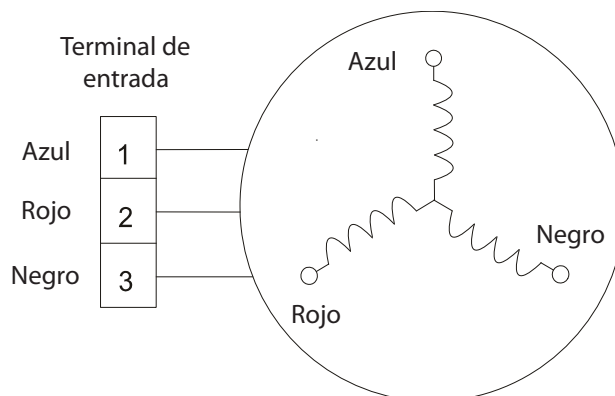 Terminal de
entrada
Azul
1
Rojo
2
Negro
3
Azul
Rojo
Negro